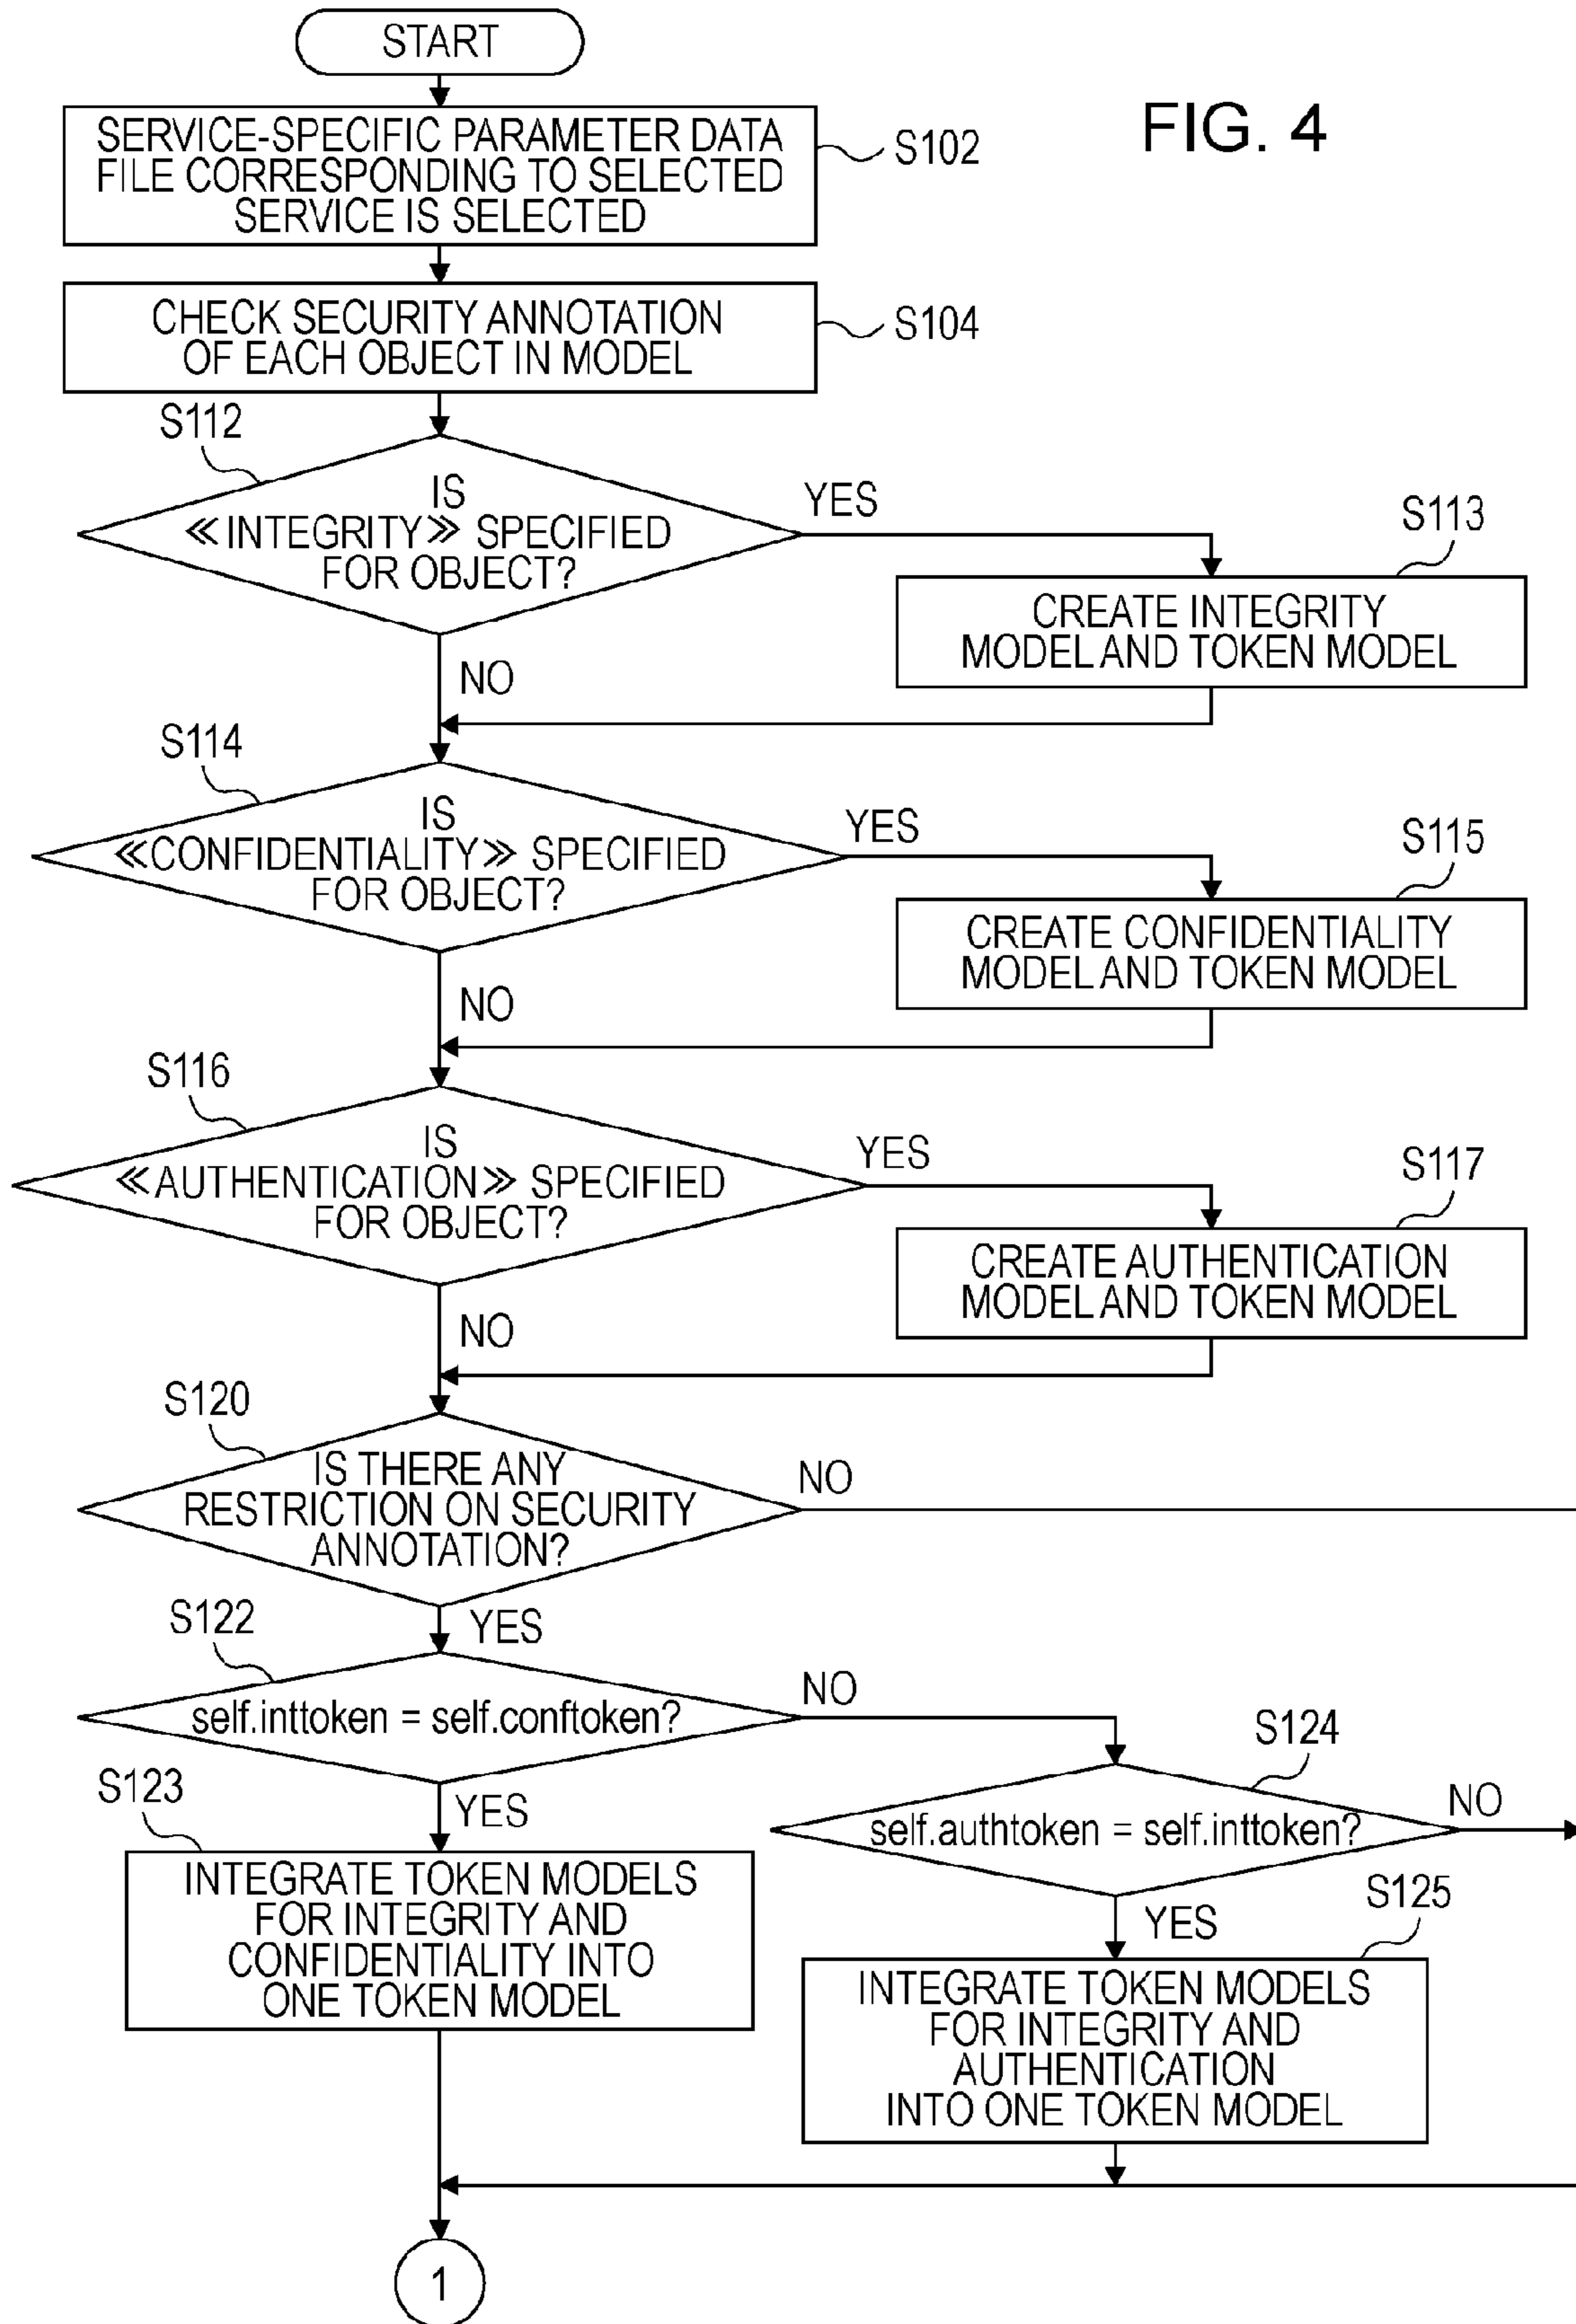 START
FIG. 4
SERVICE-SPECIFIC PARAMETER DATA
FILE CORRESPONDING TO SELECTED
SERVICE IS SELECTED
S102
CHECK SECURITY ANNOTATION
OF EACH OBJECT IN MODEL
S104
S112
IS
≪INTEGRITY≫ SPECIFIED
FOR OBJECT?
YES
S113
CREATE INTEGRITY
MODEL AND TOKEN MODEL
NO
S114
IS
≪CONFIDENTIALITY≫ SPECIFIED
FOR OBJECT?
YES
S115
CREATE CONFIDENTIALITY
MODEL AND TOKEN MODEL
NO
S116
IS
≪AUTHENTICATION≫ SPECIFIED
FOR OBJECT?
YES
S117
CREATE AUTHENTICATION
MODEL AND TOKEN MODEL
NO
S120
IS THERE ANY
RESTRICTION ON SECURITY
ANNOTATION?
NO
YES
S122
self.inttoken = self.conftoken?
NO
S124
self.authtoken = self.inttoken?
NO
YES
S123
INTEGRATE TOKEN MODELS
FOR INTEGRITY AND
CONFIDENTIALITY INTO
ONE TOKEN MODEL
YES
S125
INTEGRATE TOKEN MODELS
FOR INTEGRITY AND
AUTHENTICATION
INTO ONE TOKEN MODEL
1